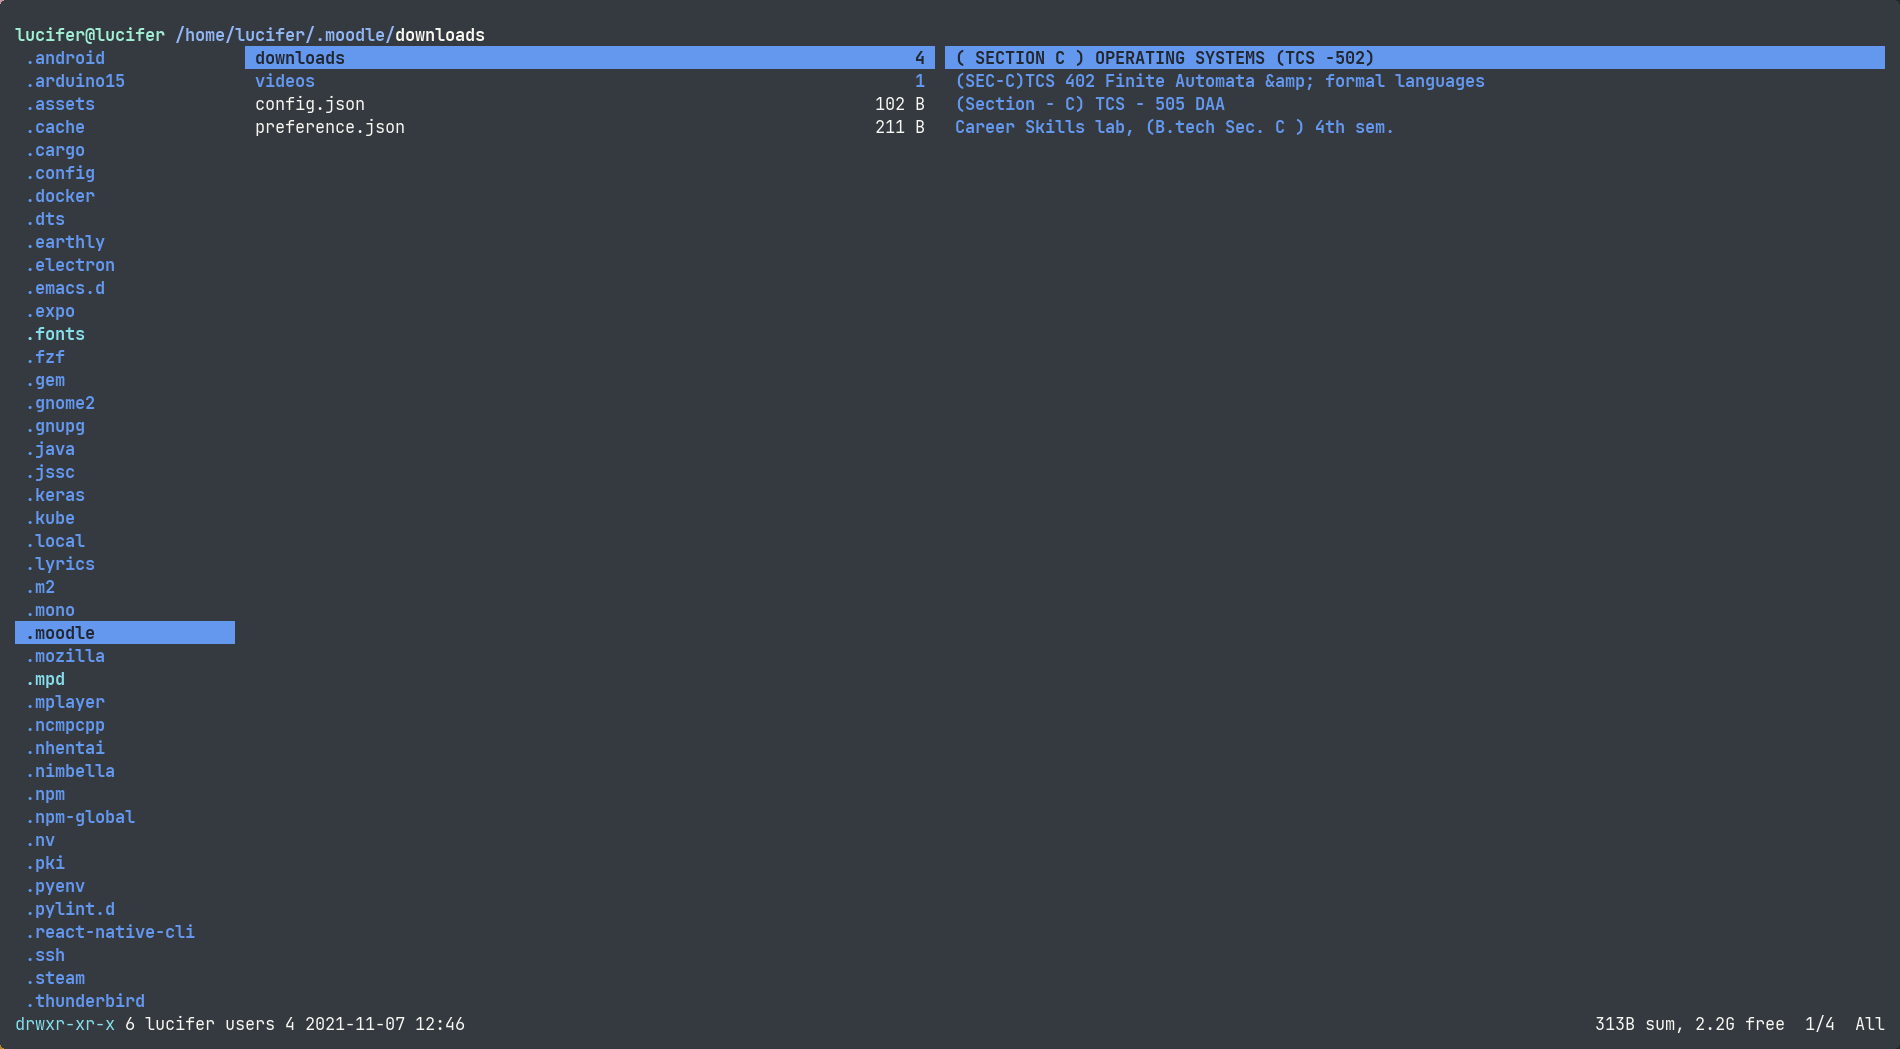 lucifer@lucifer /home/lucifer/.moodle/downloads
.android
.arduino15
.assets
.cache
.cargo
.config
.docker
.dts
.earthly
.electron
.emacs.d
.expo
.fonts
.fzf
.gem
.gnome2
.gnupg
.java
.jssc
.keras
.kube
.local
.lyrics
.m2
.mono
.moodle
.mozilla
.mpd
.mplayer
.ncmpcpp
.nhentai
.nimbella
.npm
.npm-global
.nv
.pki
.pyenv
.pylint.d
.react-native-cli
.ssh
.steam
.thunderbird
downloads 4
videos 1
config.json 102 B
preference.json 211 B
( SECTION C ) OPERATING SYSTEMS (TCS -502)
(SEC-C)TCS 402 Finite Automata &amp; formal languages
(Section - C) TCS - 505 DAA
Career Skills lab, (B.tech Sec. C ) 4th sem.
drwxr-xr-x 6 lucifer users 4 2021-11-07 12:46 313B sum, 2.2G free 1/4 All